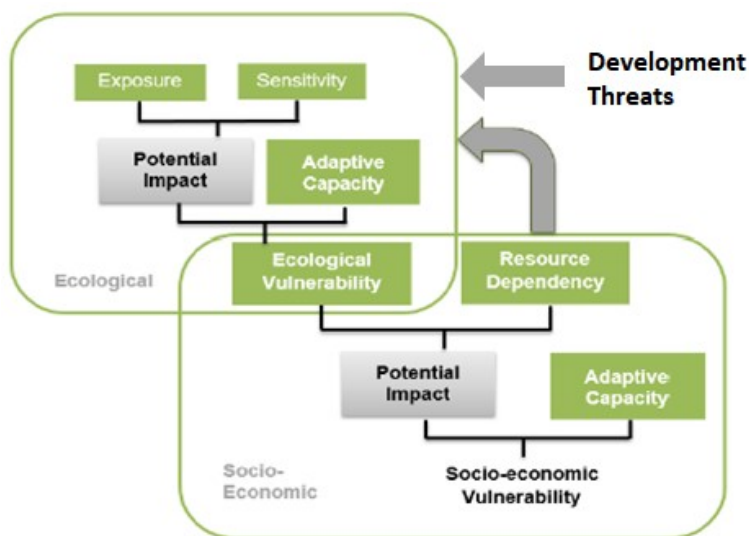 Exposure
Sensitivity
Development
Threats
Potential
Impact
Adaptive
Capacity
Ecological
Ecological
Vulnerability
Resource
Dependency
Potential
Impact
Adaptive
Capacity
Socio-
Economic
Socio-economic
Vulnerability